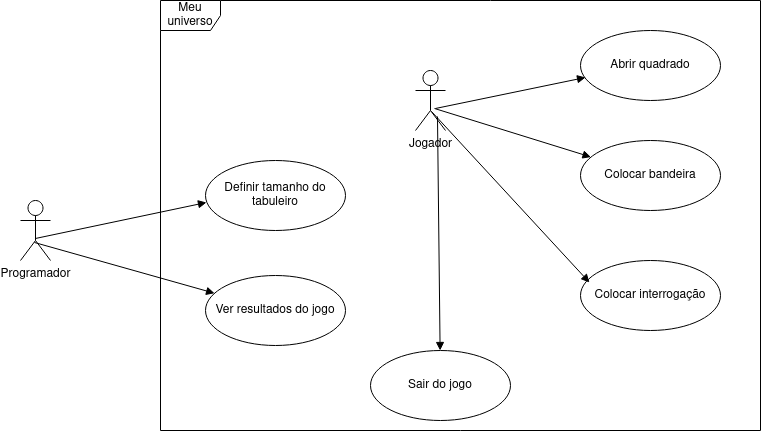 Meu
universo
Abrir quadrado
Jogador
Colocar bandeira
Definir tamanho do
tabuleiro
Programador
Ver resultados do jogo
Colocar interrogação
Sair do jogo